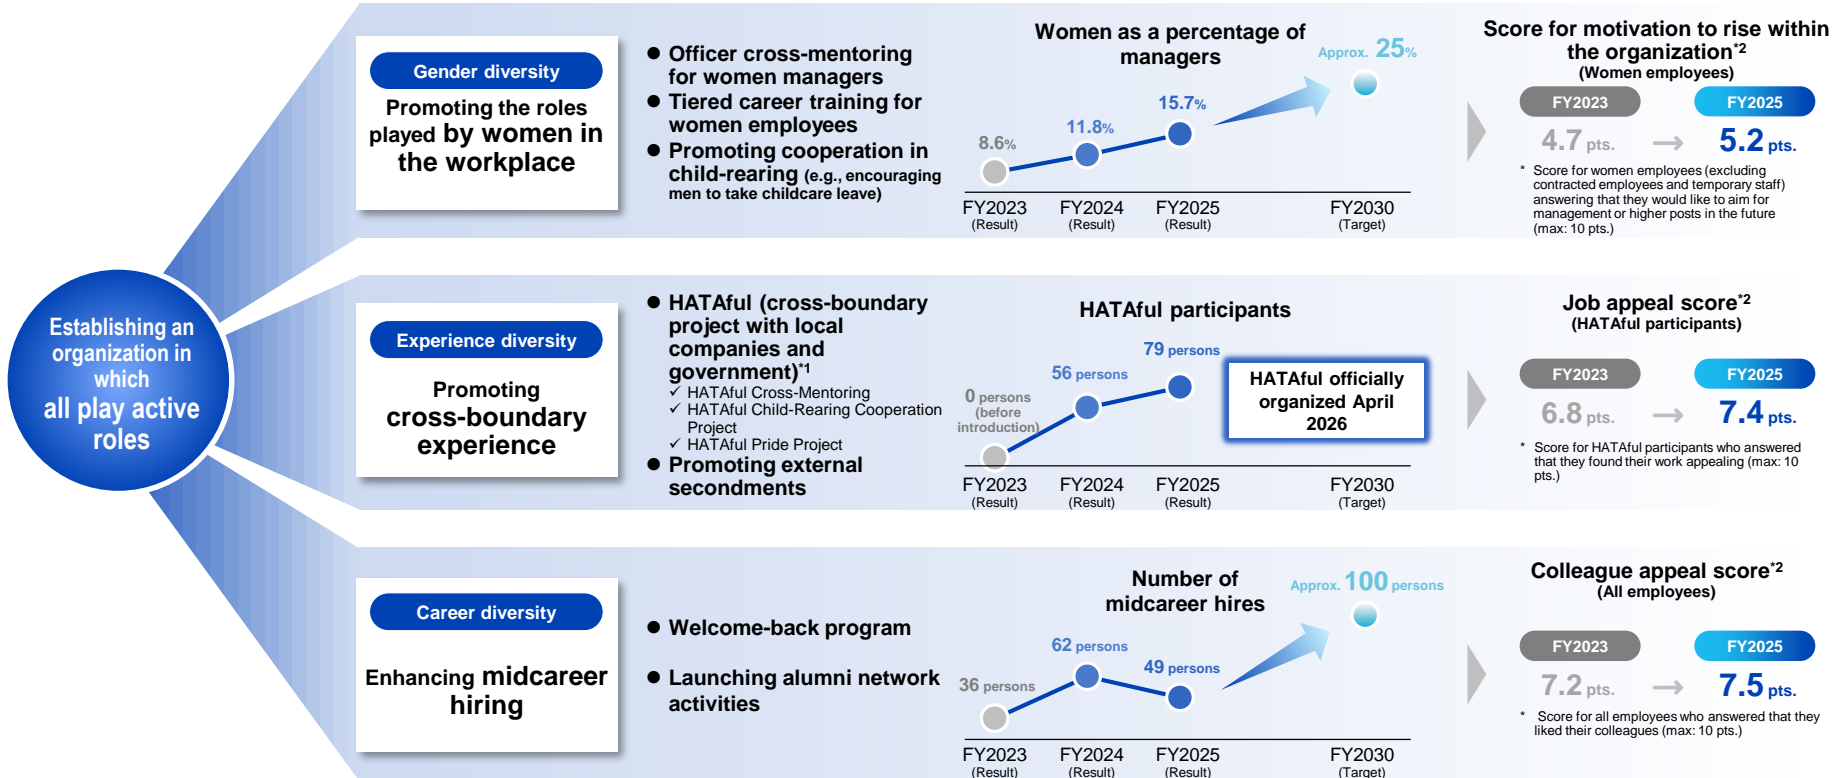 Establishing an
organization in
which
all play active
roles
Gender diversity
Promoting the roles
played by women in
the workplace
● Officer cross-mentoring
for women managers
● Tiered career training for
women employees
● Promoting cooperation in
child-rearing (e.g., encouraging
men to take childcare leave)
Women as a percentage of
managers
8.6%
11.8%
15.7%
Approx. 25%
FY2023
(Result)
FY2024
(Result)
FY2025
(Result)
FY2030
(Target)
Score for motivation to rise within
the organization*2
(Women employees)
FY2023
FY2025
4.7 pts.
→
5.2 pts.
* Score for women employees (excluding
contracted employees and temporary staff)
answering that they would like to aim for
management or higher posts in the future
(max: 10 pts.)
Experience diversity
Promoting
cross-boundary
experience
● HATAful (cross-boundary
project with local
companies and
government)*1
✓ HATAful Cross-Mentoring
✓ HATAful Child-Rearing Cooperation
Project
✓ HATAful Pride Project
● Promoting external
secondments
HATAful participants
0 persons
(before
introduction)
56 persons
79 persons
HATAful officially
organized April
2026
FY2023
(Result)
FY2024
(Result)
FY2025
(Result)
FY2030
(Target)
Job appeal score*2
(HATAful participants)
FY2023
FY2025
6.8 pts.
→
7.4 pts.
* Score for HATAful participants who answered
that they found their work appealing (max: 10
pts.)
Career diversity
Enhancing midcareer
hiring
● Welcome-back program
● Launching alumni network
activities
Number of
midcareer hires
36 persons
62 persons
49 persons
Approx. 100 persons
FY2023
(Result)
FY2024
(Result)
FY2025
(Result)
FY2030
(Target)
Colleague appeal score*2
(All employees)
FY2023
FY2025
7.2 pts.
→
7.5 pts.
* Score for all employees who answered that they
liked their colleagues (max: 10 pts.)